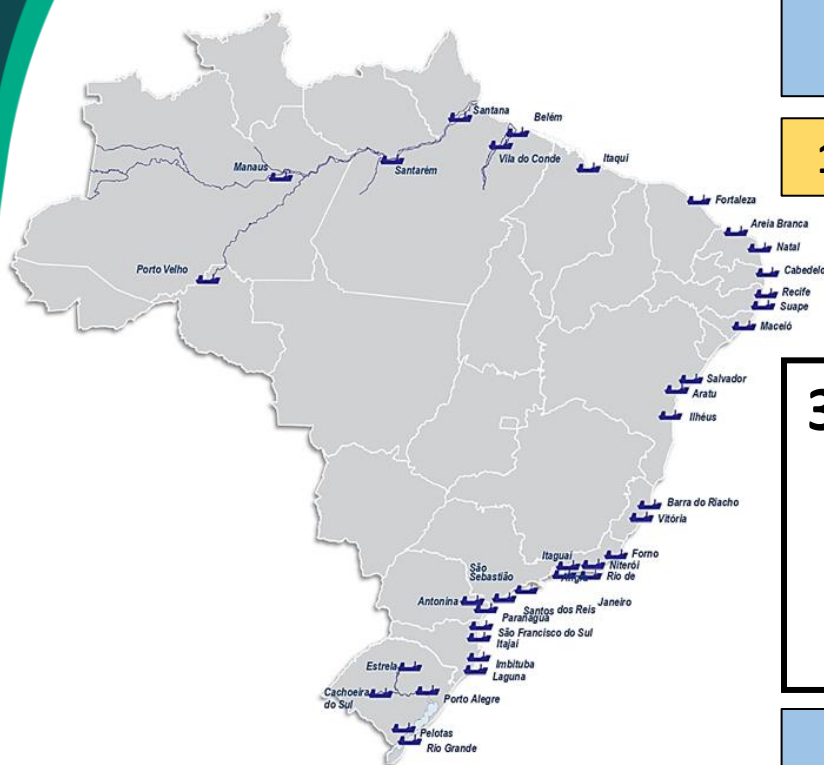 Santana
Belém
Vila do Conde
Itaqui
Manaus
Santarém
Fortaleza
Areia Branca
Natal
Porto Velho
Cabedelo
Recife
Suape
Maceió
Salvador
Aratu
Ilhéus
Barra do Riacho
Vitória
Forno
Itaguaí
Niterói
Rio de
São
Sebastião
Janeiro
Antonina
Santos dos Reis
Paranaguá
São Francisco do Sul
Itajaí
Imbituba
Laguna
Estrela
Cachoeira
do Sul
Porto Alegre
Pelotas
Rio Grande
3